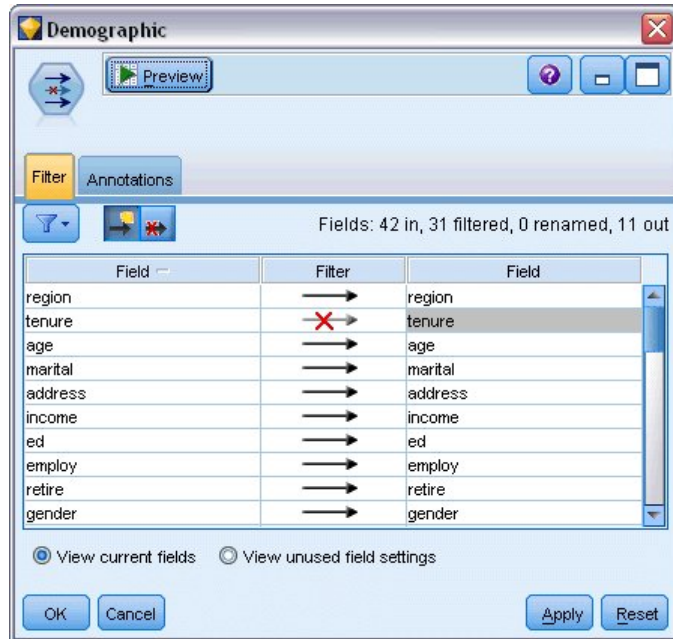 Demographic
Preview
Filter
Annotations
Fields: 42 in, 31 filtered, 0 renamed, 11 out
Field Filter Field
region region
tenure tenure
age age
marital marital
address address
income income
ed ed
employ employ
retire retire
gender gender
View current fields View unused field settings
OK Cancel Apply Reset